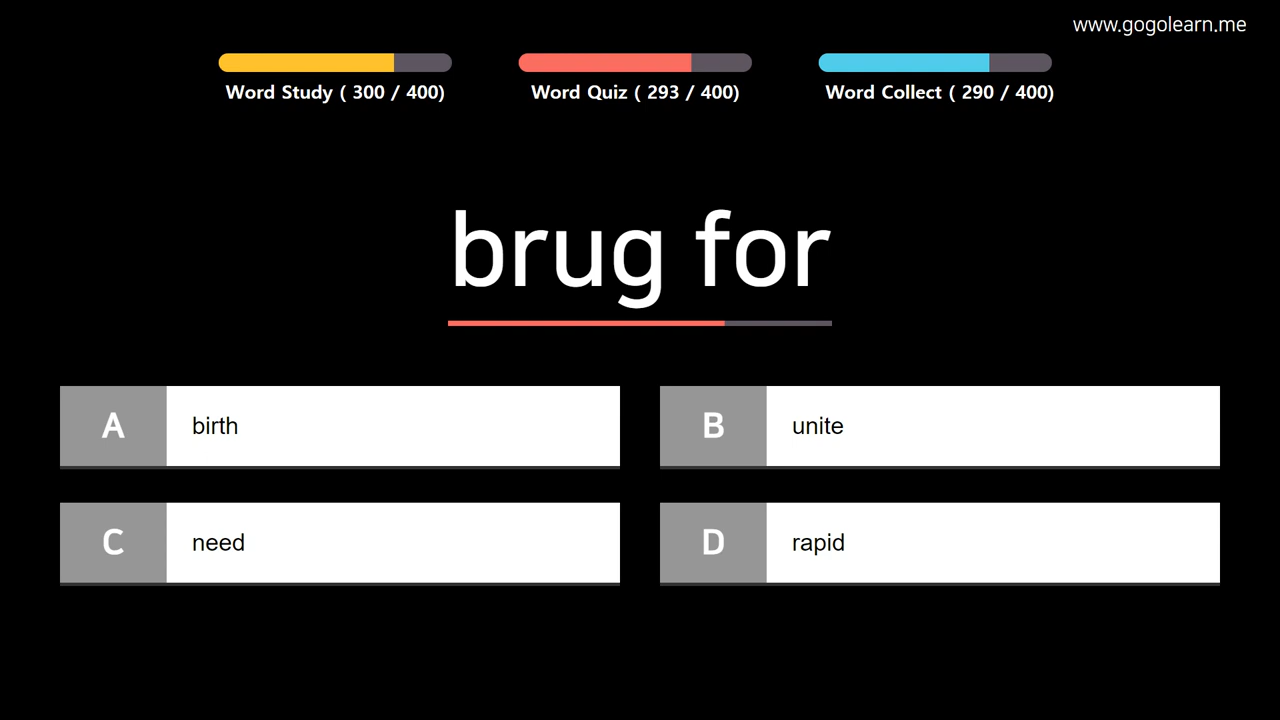 www.gogolearn.me
Word Study ( 300 / 400)
Word Quiz ( 293 / 400)
Word Collect ( 290 / 400)
brug for
A birth
B unite
C need
D rapid